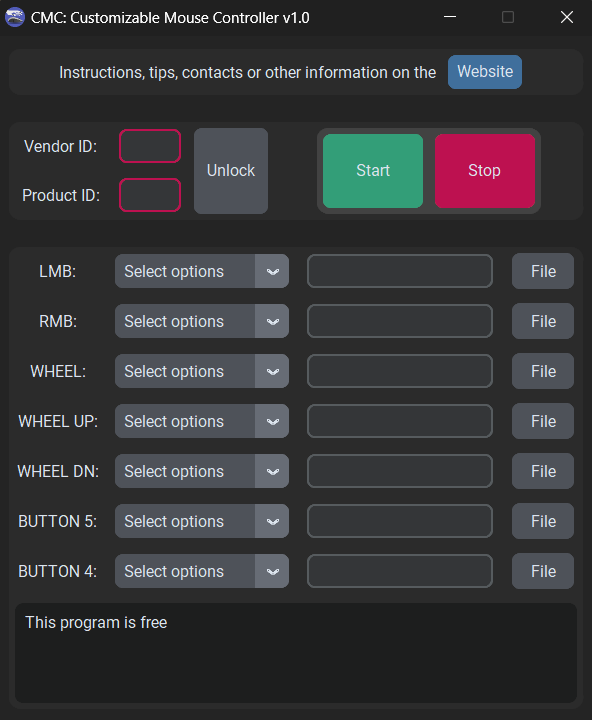 CMC: Customizable Mouse Controller v1.0
Instructions, tips, contacts or other information on the Website
Vendor ID:
Product ID:
Unlock
Start
Stop
LMB: Select options File
RMB: Select options File
WHEEL: Select options File
WHEEL UP: Select options File
WHEEL DN: Select options File
BUTTON 5: Select options File
BUTTON 4: Select options File
This program is free